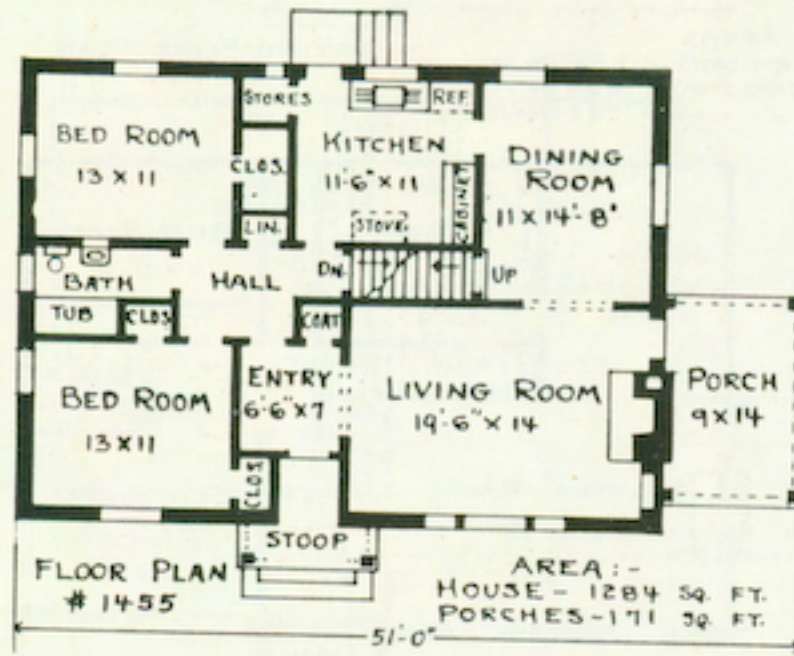 STORES
REF.
BED ROOM
13 X 11
CLOS.
KITCHEN
11'-6" X 11
DINING
ROOM
11 X 14'-8"
CABINET
LIN.
STOVE
BATH
HALL
DN.
UP
TUB
CLOS
COAT
BED ROOM
13 X 11
ENTRY
6'-6" X 7
LIVING ROOM
19'-6" X 14
PORCH
9 X 14
CLOS.
STOOP
FLOOR PLAN
# 1455
AREA:-
HOUSE - 1284 SQ. FT.
PORCHES - 171 SQ. FT.
51'-0"